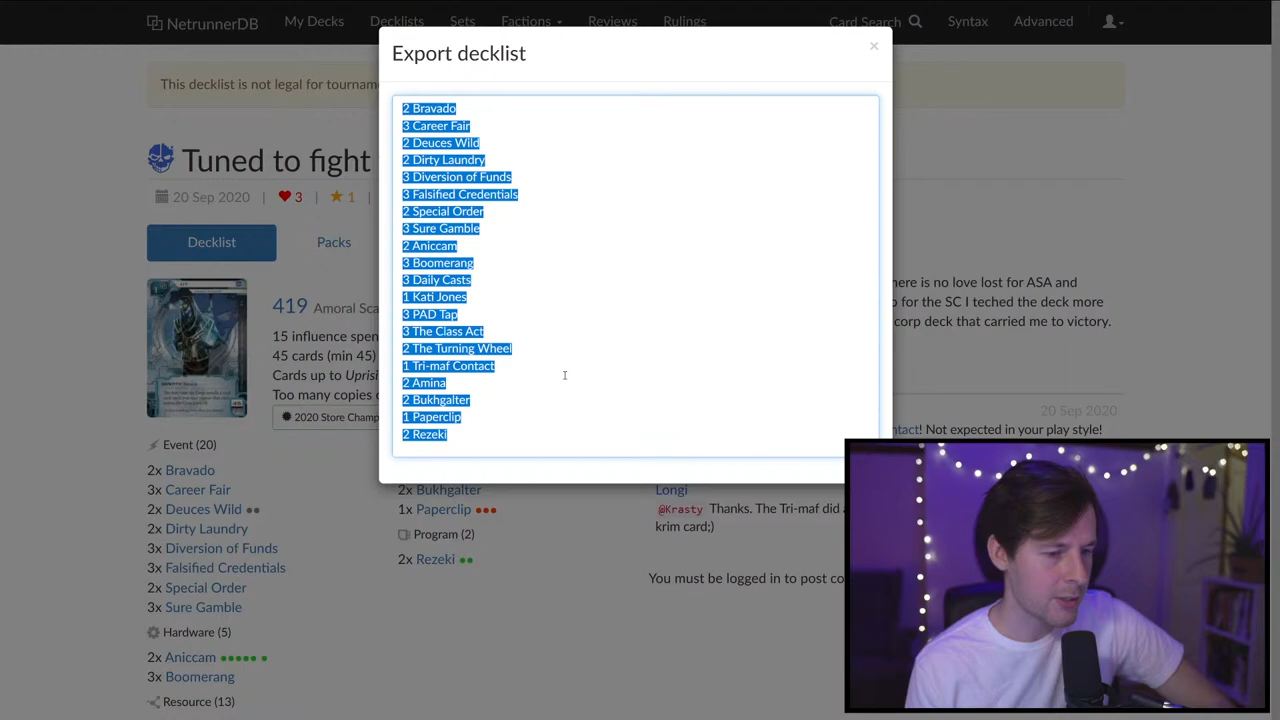 NetrunnerDB
My Decks
Decklists
Sets
Factions
Reviews
Rulings
Card Search
Syntax
Advanced
This decklist is not legal for tourname
Tuned to fight
20 Sep 2020 | 3 | 1 |
Decklist
Packs
419 Amoral Sca
15 influence spen
45 cards (min 45)
Cards up to Uprisi
Too many copies o
2020 Store Champ
Event (20)
2x Bravado
3x Career Fair
2x Deuces Wild
2x Dirty Laundry
3x Diversion of Funds
3x Falsified Credentials
2x Special Order
3x Sure Gamble
Hardware (5)
2x Aniccam
3x Boomerang
Resource (13)
Export decklist
×
2 Bravado
3 Career Fair
2 Deuces Wild
2 Dirty Laundry
3 Diversion of Funds
3 Falsified Credentials
2 Special Order
3 Sure Gamble
2 Aniccam
3 Boomerang
3 Daily Casts
1 Kati Jones
3 PAD Tap
3 The Class Act
2 The Turning Wheel
1 Tri-maf Contact
2 Amina
2 Bukhgalter
1 Paperclip
2 Rezeki
2x Bukhgalter
1x Paperclip
Program (2)
2x Rezeki
here is no love lost for ASA and
o for the SC I teched the deck more
corp deck that carried me to victory.
20 Sep 2020
ntact! Not expected in your play style!
Longi
@Krasty Thanks. The Tri-maf did a
krim card;)
You must be logged in to post co